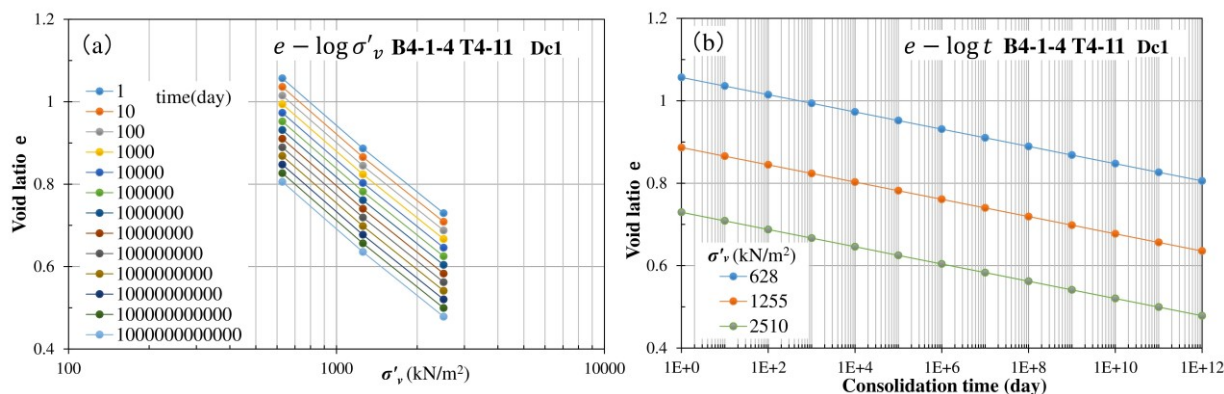 (a)
e − log σ′v B4-1-4 T4-11 Dc1
1.2
1
0.8
0.6
0.4
Void latio e
time(day)
1
10
100
1000
10000
100000
1000000
10000000
100000000
1000000000
10000000000
100000000000
1000000000000
100
1000
10000
σ′v (kN/m²)
(b)
e − log t B4-1-4 T4-11 Dc1
1.2
1
0.8
0.6
0.4
Void latio e
σ′v (kN/m²)
628
1255
2510
1E+0 1E+2 1E+4 1E+6 1E+8 1E+10 1E+12
Consolidation time (day)